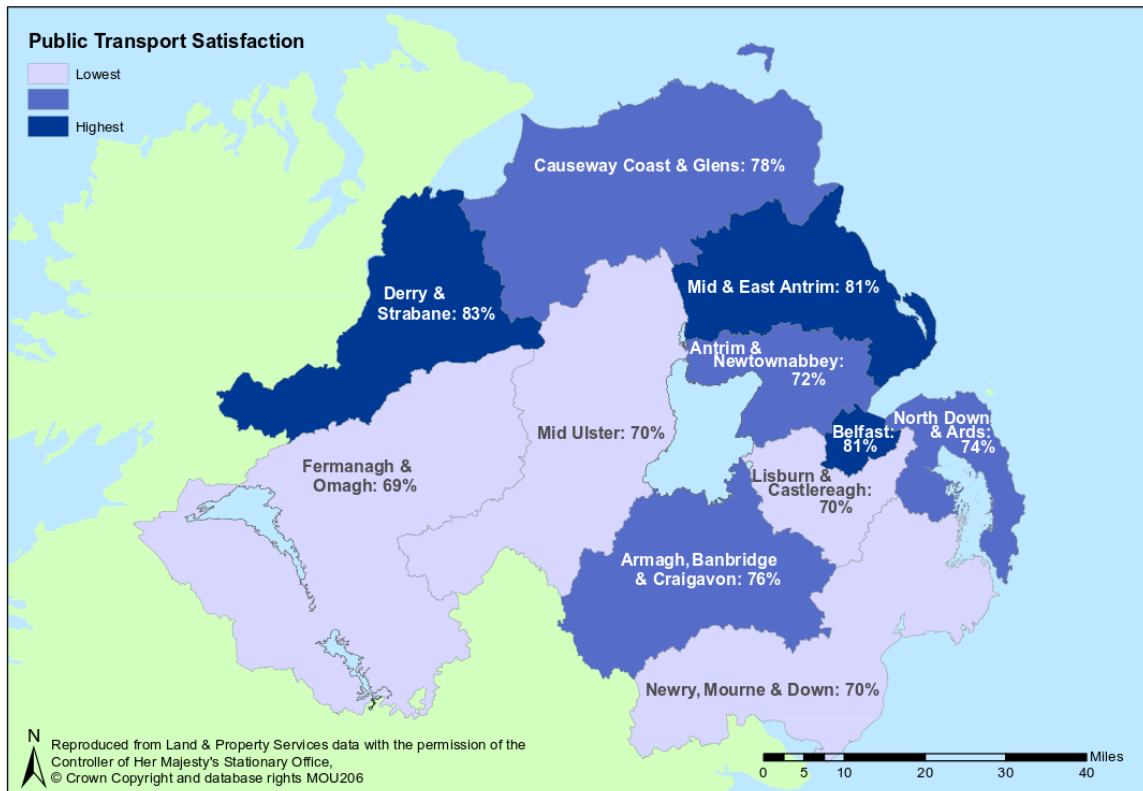 Public Transport Satisfaction
Lowest
Highest
Causeway Coast & Glens: 78%
Derry &
Strabane: 83%
Mid & East Antrim: 81%
Antrim &
Newtownabbey:
72%
North Down
& Ards:
74%
Belfast:
81%
Mid Ulster: 70%
Fermanagh &
Omagh: 69%
Lisburn &
Castlereagh:
70%
Armagh, Banbridge
& Craigavon: 76%
Newry, Mourne & Down: 70%
N
Reproduced from Land & Property Services data with the permission of the
Controller of Her Majesty's Stationary Office,
© Crown Copyright and database rights MOU206
Miles
0 5 10 20 30 40